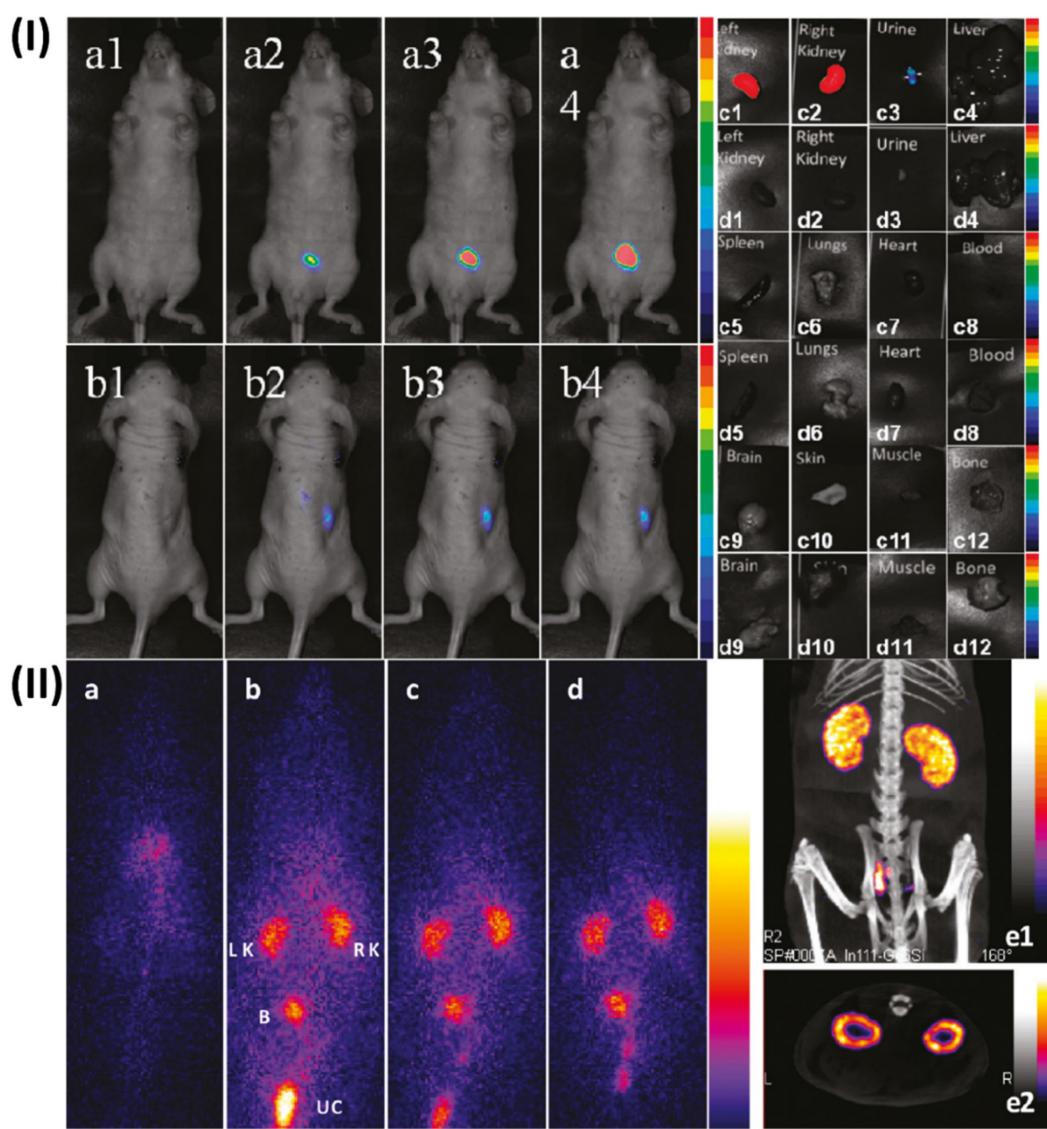 (I)
a1
a2
a3
a
4
Left
Kidney
c1
Right
Kidney
c2
Urine
c3
Liver
c4
Left
Kidney
d1
Right
Kidney
d2
Urine
d3
Liver
d4
Spleen
c5
Lungs
c6
Heart
c7
Blood
c8
b1
b2
b3
b4
Spleen
d5
Lungs
d6
Heart
d7
Blood
d8
Brain
c9
Skin
c10
Muscle
c11
Bone
c12
Brain
d9
Skin
d10
Muscle
d11
Bone
d12
(II)
a
b
c
d
L K
R K
B
UC
R2
168°
e1
L
R
e2